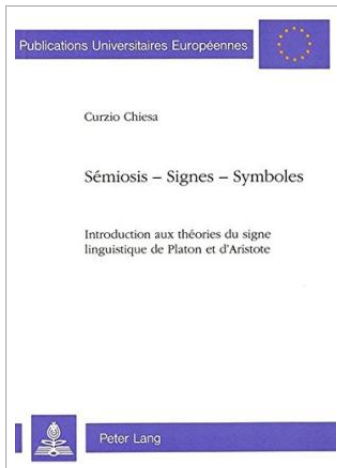 Publications Universitaires Européennes
Curzio Chiesa
Sémiosis – Signes – Symboles
Introduction aux théories du signe
linguistique de Platon et d'Aristote
Peter Lang